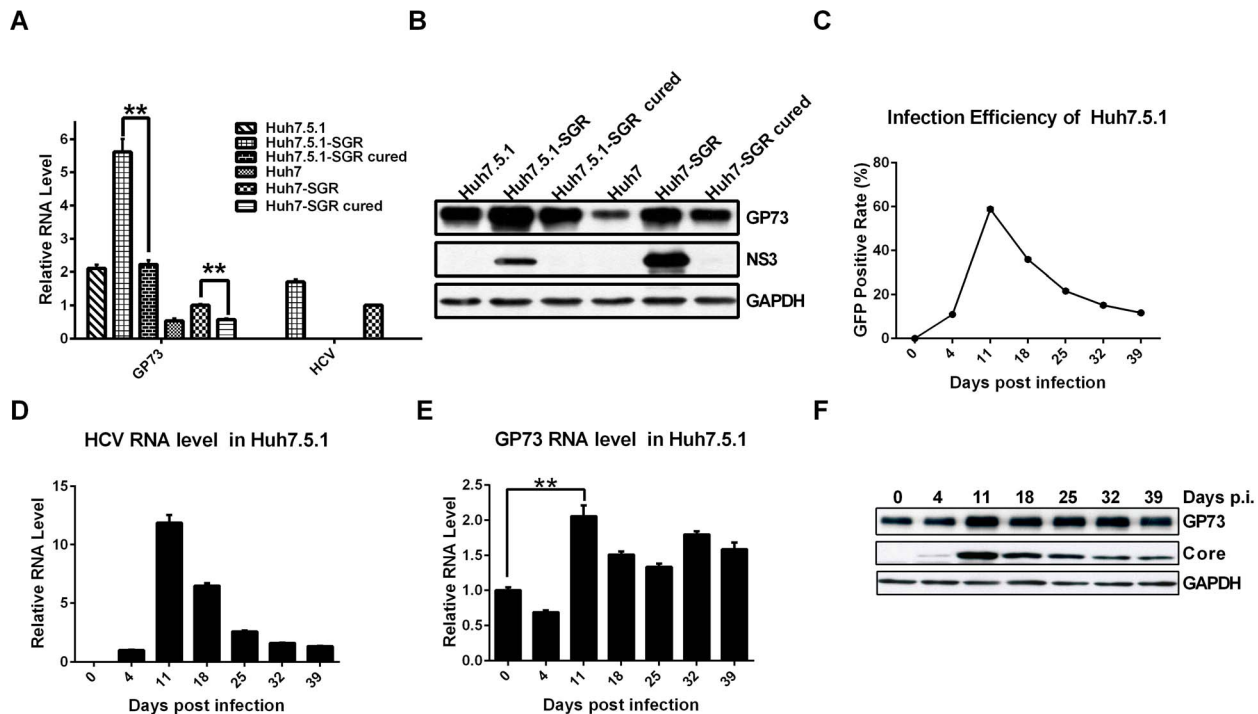 A
**
**
Relative RNA Level
6
5
4
3
2
1
0
GP73
HCV
Huh7.5.1
Huh7.5.1-SGR
Huh7.5.1-SGR cured
Huh7
Huh7-SGR
Huh7-SGR cured
B
Huh7.5.1
Huh7.5.1-SGR
Huh7.5.1-SGR cured
Huh7
Huh7-SGR
Huh7-SGR cured
GP73
NS3
GAPDH
C
Infection Efficiency of Huh7.5.1
GFP Positive Rate (%)
80
60
40
20
0
0 4 11 18 25 32 39
Days post infection
D
HCV RNA level in Huh7.5.1
Relative RNA Level
15
10
5
0
0 4 11 18 25 32 39
Days post infection
E
GP73 RNA level in Huh7.5.1
**
Relative RNA Level
2.5
2.0
1.5
1.0
0.5
0.0
0 4 11 18 25 32 39
Days post infection
F
0 4 11 18 25 32 39 Days p.i.
GP73
Core
GAPDH